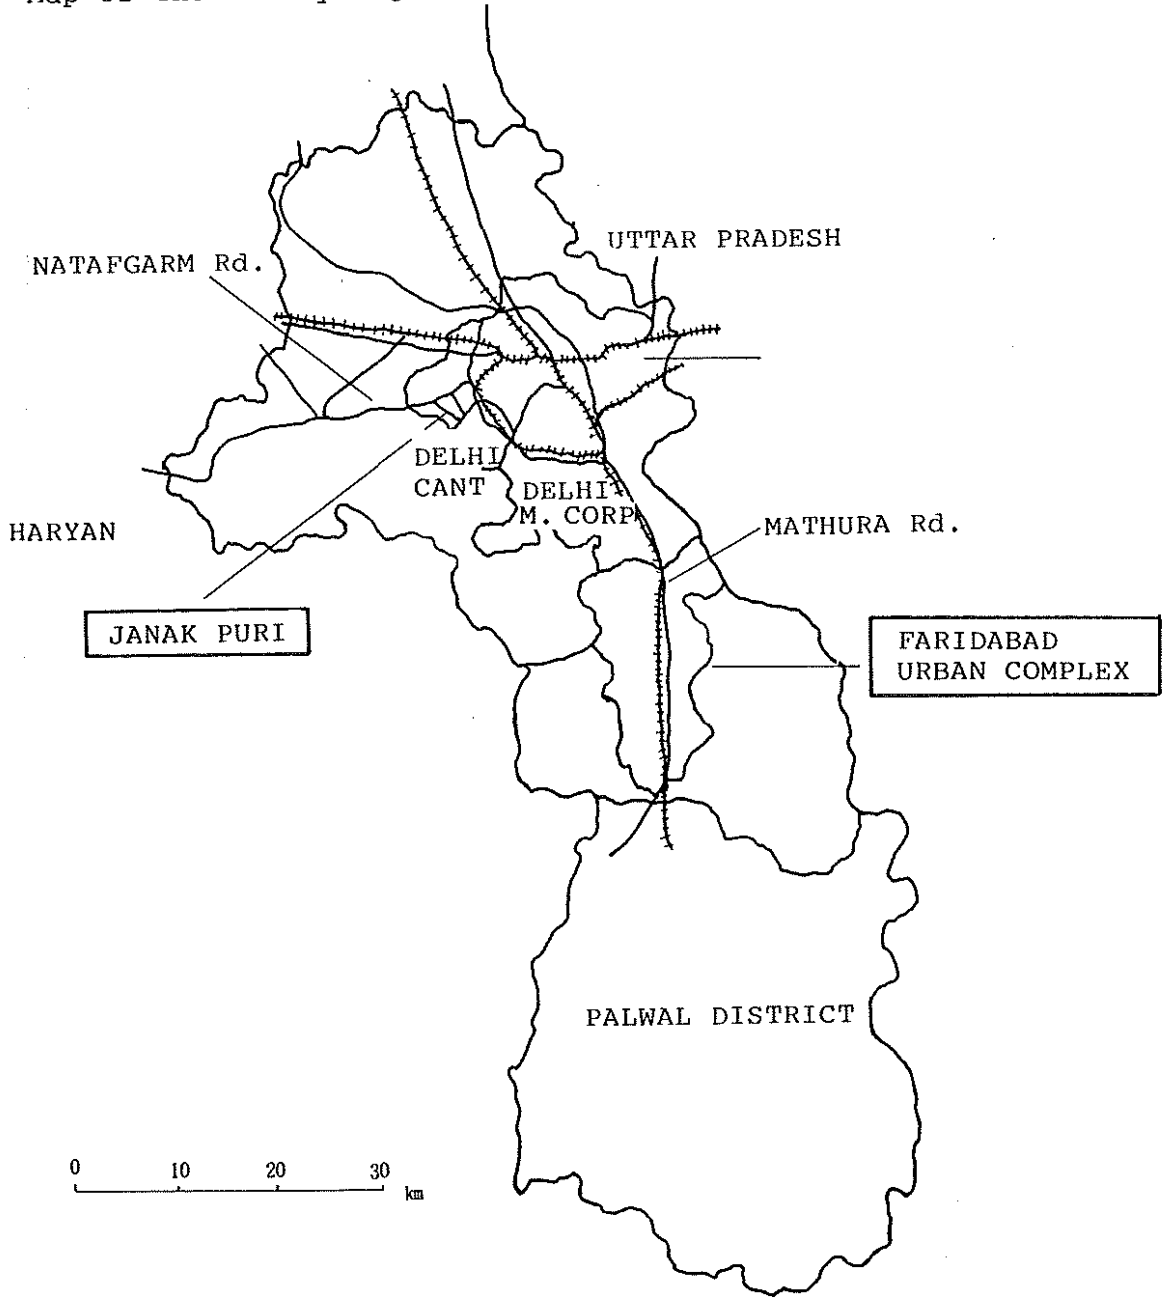 UTTAR PRADESH
NATAFGARM Rd.
DELHI
CANT
DELHI
M. CORP
HARYAN
MATHURA Rd.
JANAK PURI
FARIDABAD
URBAN COMPLEX
PALWAL DISTRICT
0 10 20 30
km